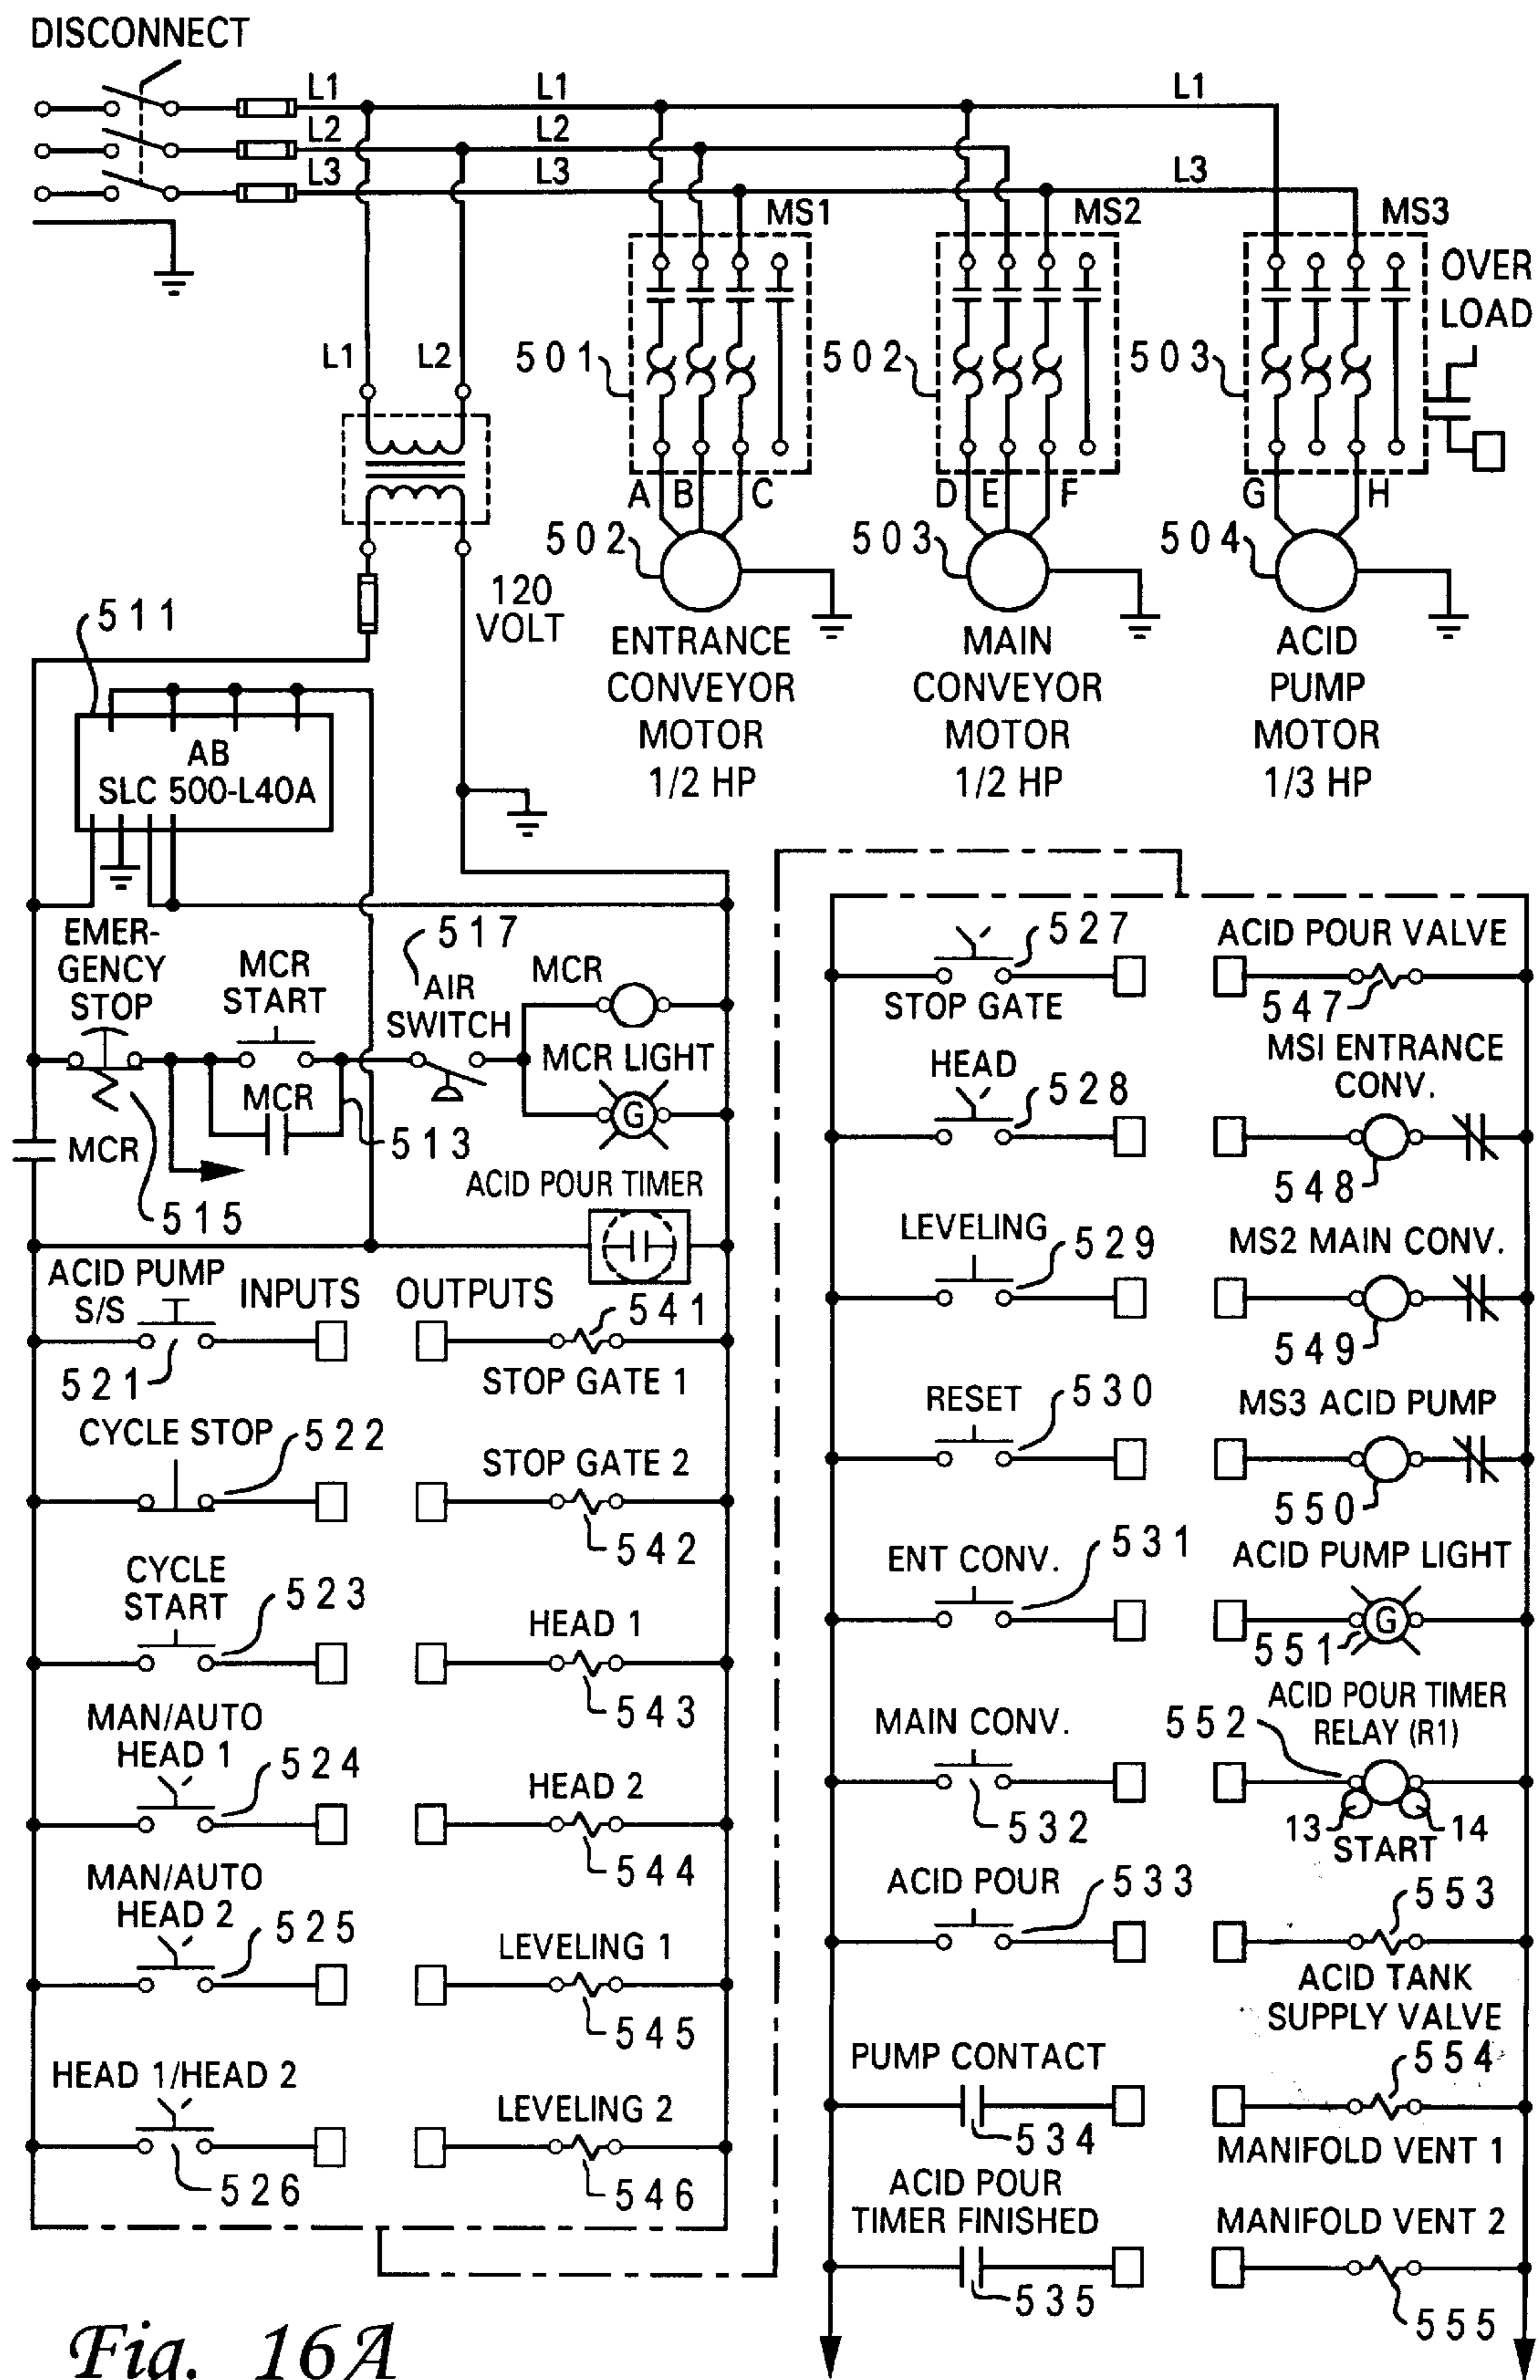 DISCONNECT
L1 L1 L1
L2 L2
L3 L3 L3
MS1 MS2 MS3
OVER
LOAD
L1 L2
501 502 503
A B C D E F G H
502 503 504
120
VOLT
ENTRANCE
CONVEYOR
MOTOR
1/2 HP
MAIN
CONVEYOR
MOTOR
1/2 HP
ACID
PUMP
MOTOR
1/3 HP
511
AB
SLC 500-L40A
EMER-
GENCY
STOP
MCR
START
517
AIR
SWITCH
MCR
MCR LIGHT
G
MCR
MCR
513
515
ACID POUR TIMER
ACID PUMP
S/S
INPUTS
OUTPUTS
521
541
STOP GATE 1
CYCLE STOP
522
STOP GATE 2
542
CYCLE
START
523
HEAD 1
543
MAN/AUTO
HEAD 1
524
HEAD 2
544
MAN/AUTO
HEAD 2
525
LEVELING 1
545
HEAD 1/HEAD 2
526
LEVELING 2
546
527
STOP GATE
ACID POUR VALVE
547
HEAD
528
MSI ENTRANCE
CONV.
548
LEVELING
529
MS2 MAIN CONV.
549
RESET
530
MS3 ACID PUMP
550
ENT CONV.
531
ACID PUMP LIGHT
G
551
MAIN CONV.
532
ACID POUR TIMER
RELAY (R1)
552
13 14
START
ACID POUR
533
553
ACID TANK
SUPPLY VALVE
PUMP CONTACT
534
554
MANIFOLD VENT 1
ACID POUR
TIMER FINISHED
535
MANIFOLD VENT 2
555
Fig. 16A